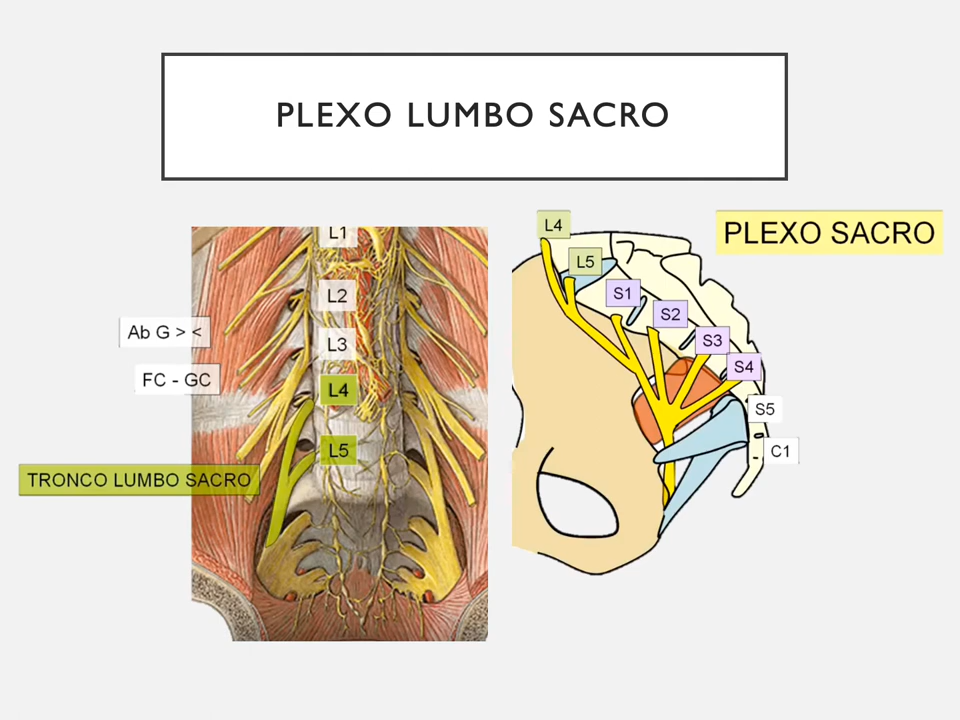 PLEXO LUMBO SACRO
L1
L2
L3
L4
L5
Ab G > <
FC - GC
TRONCO LUMBO SACRO
PLEXO SACRO
L4
L5
S1
S2
S3
S4
S5
C1